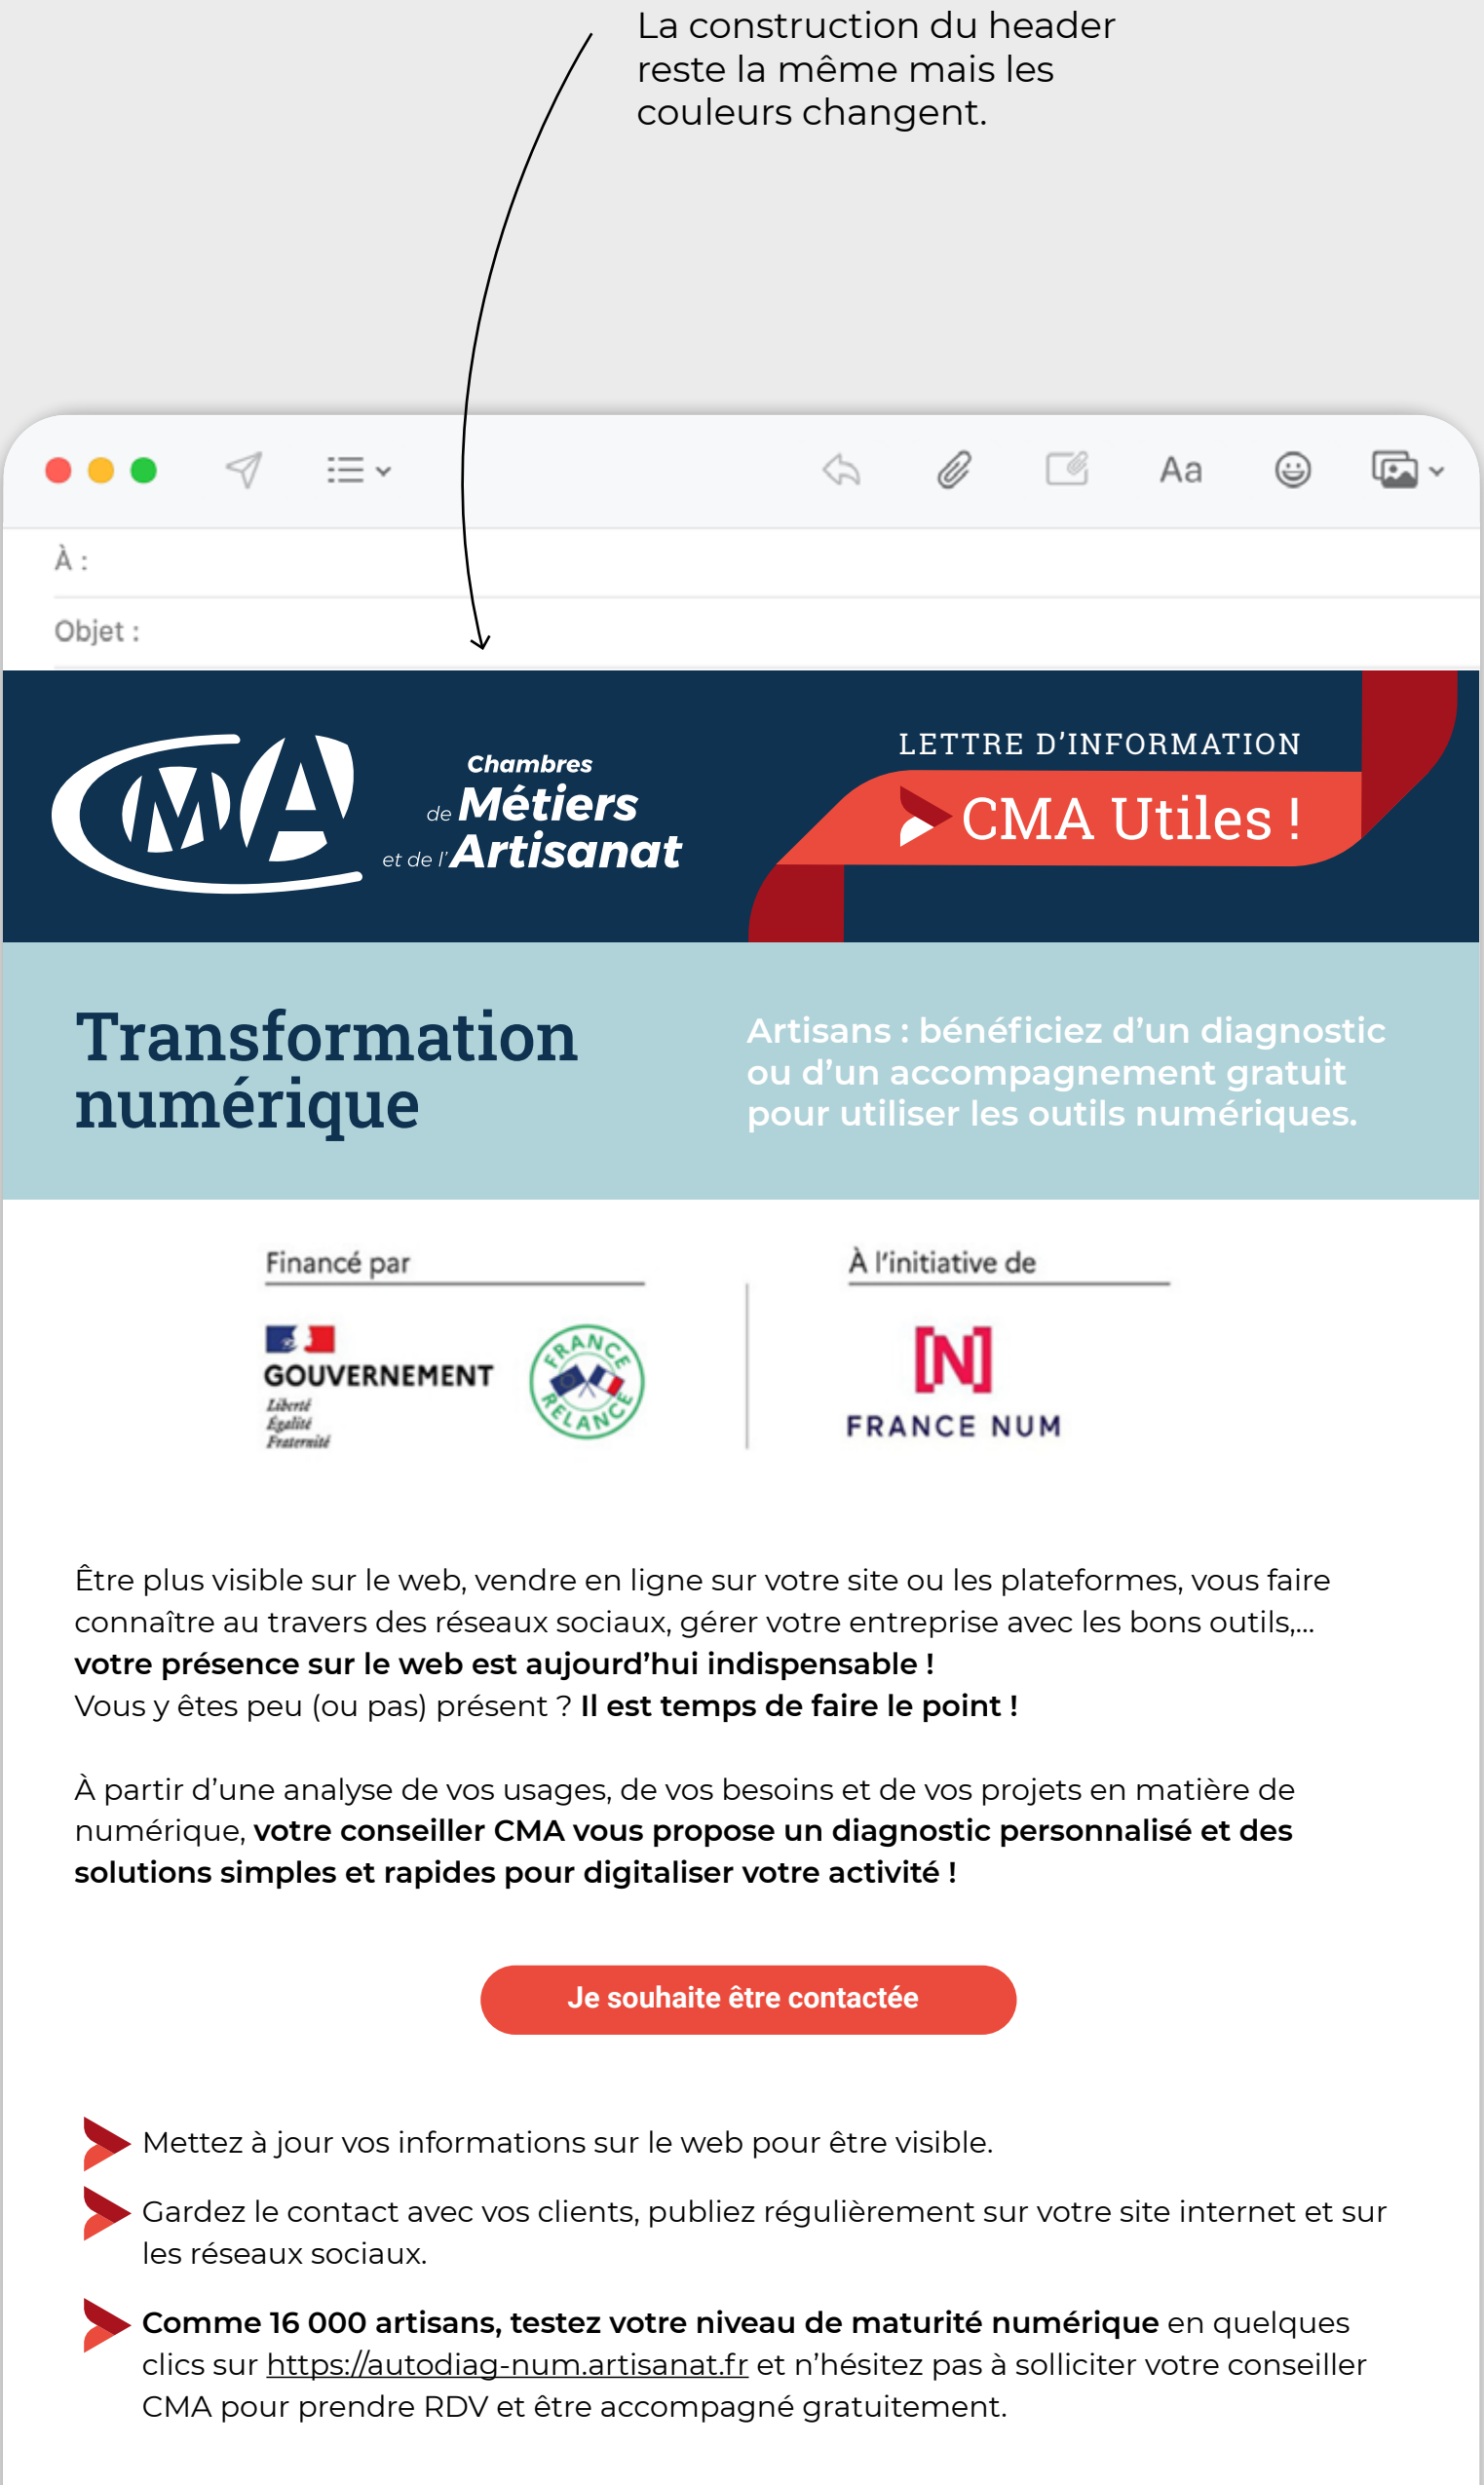 La construction du header
reste la même mais les
couleurs changent.
Aa
À :
Objet :
CMA
Chambres
de Métiers
et de l’Artisanat
LETTRE D’INFORMATION
CMA Utiles !
Transformation
numérique
Artisans : bénéficiez d’un diagnostic
ou d’un accompagnement gratuit
pour utiliser les outils numériques.
Financé par
GOUVERNEMENT
Liberté
Égalité
Fraternité
FRANCE
RELANCE
À l’initiative de
[N]
FRANCE NUM
Être plus visible sur le web, vendre en ligne sur votre site ou les plateformes, vous faire
connaître au travers des réseaux sociaux, gérer votre entreprise avec les bons outils,...
votre présence sur le web est aujourd’hui indispensable !
Vous y êtes peu (ou pas) présent ? Il est temps de faire le point !
À partir d’une analyse de vos usages, de vos besoins et de vos projets en matière de
numérique, votre conseiller CMA vous propose un diagnostic personnalisé et des
solutions simples et rapides pour digitaliser votre activité !
Je souhaite être contactée
Mettez à jour vos informations sur le web pour être visible.
Gardez le contact avec vos clients, publiez régulièrement sur votre site internet et sur
les réseaux sociaux.
Comme 16 000 artisans, testez votre niveau de maturité numérique en quelques
clics sur https://autodiag-num.artisanat.fr et n’hésitez pas à solliciter votre conseiller
CMA pour prendre RDV et être accompagné gratuitement.